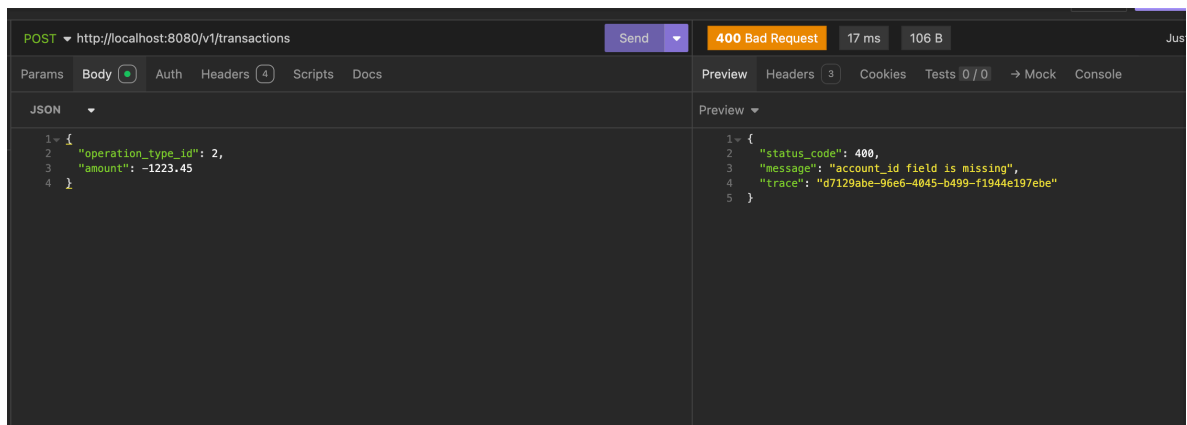 POST http://localhost:8080/v1/transactions Send
Params Body Auth Headers 4 Scripts Docs
JSON
1 {
2 "operation_type_id": 2,
3 "amount": -1223.45
4 }
400 Bad Request 17 ms 106 B
Preview Headers 3 Cookies Tests 0 / 0 → Mock Console
Preview
1 {
2 "status_code": 400,
3 "message": "account_id field is missing",
4 "trace": "d7129abe-96e6-4045-b499-f1944e197ebe"
5 }